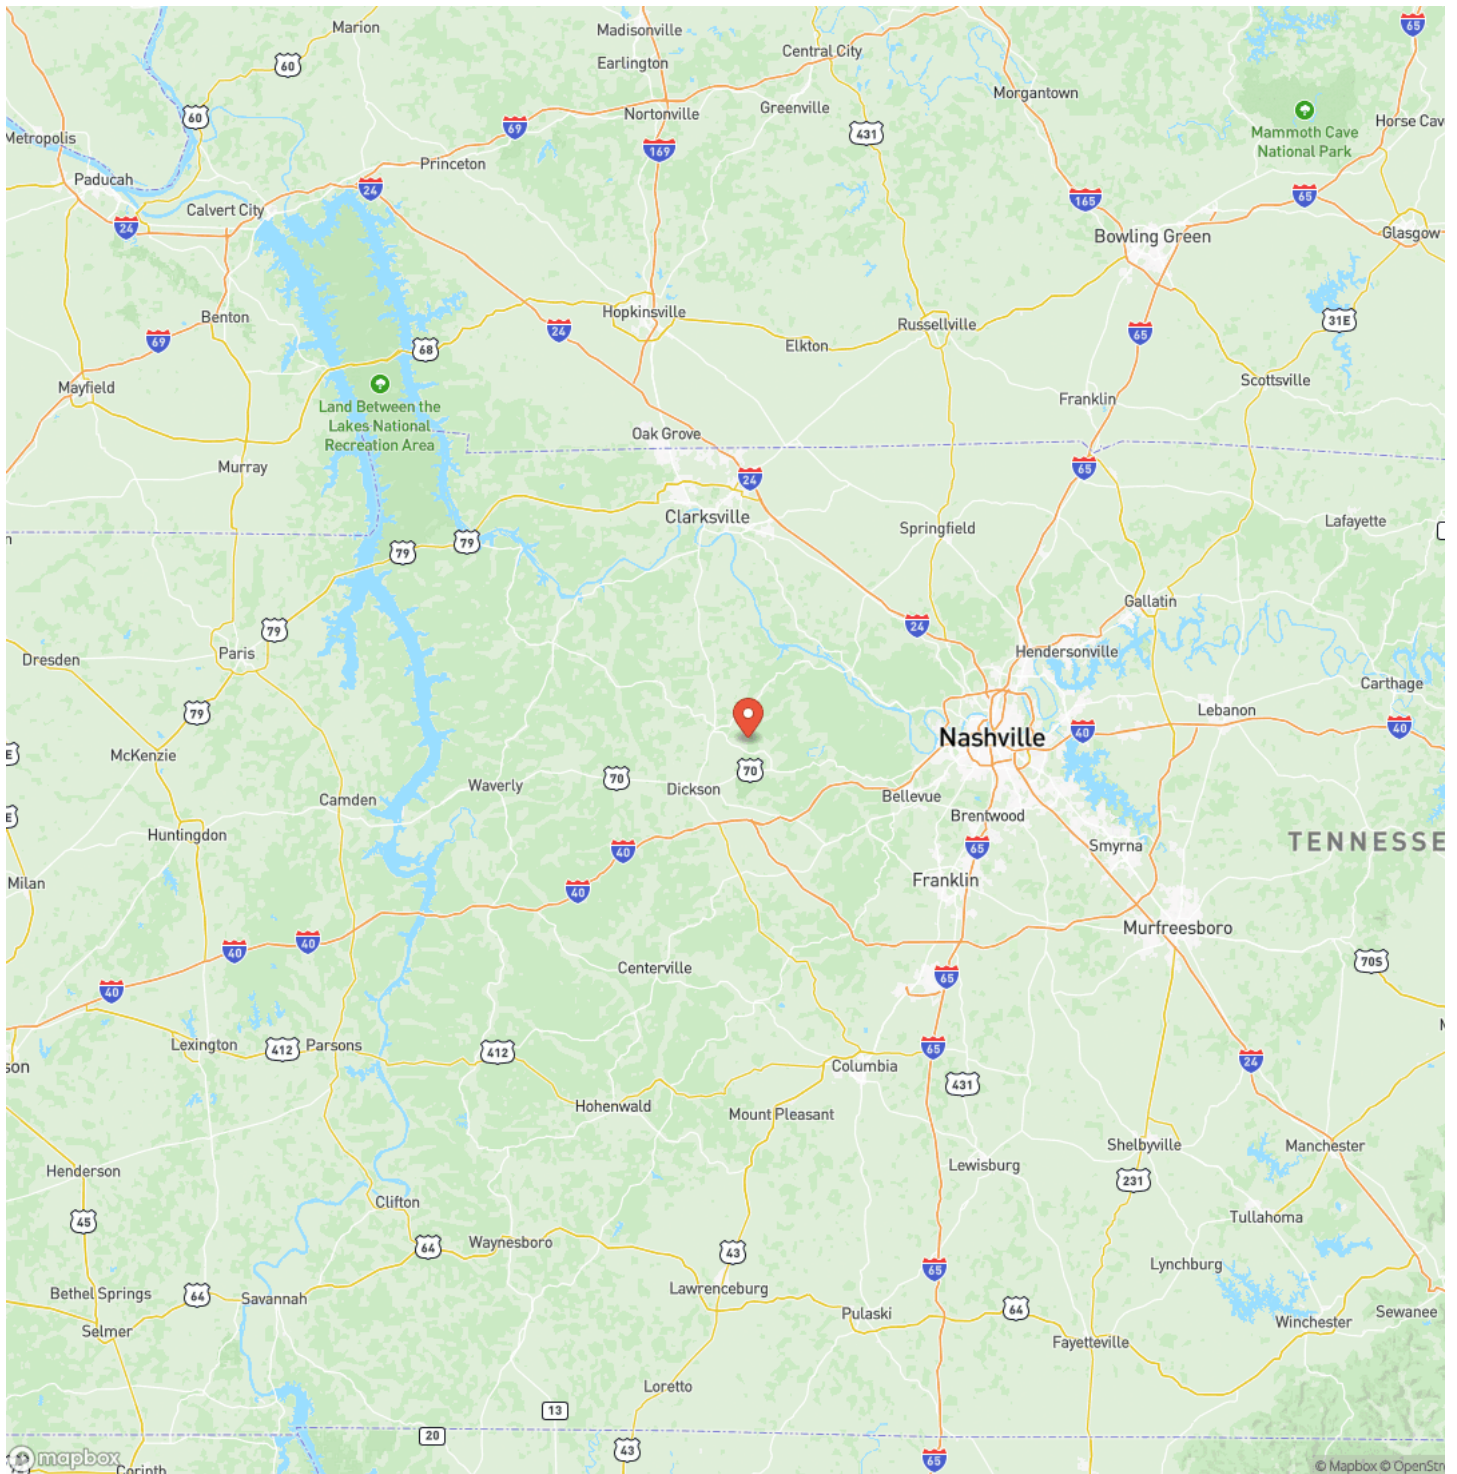 Marion
Madisonville
Central City
65
60
Earlington
Morgantown
Nortonville
Greenville
60
69
431
Mammoth Cave
National Park
Horse Cav
Metropolis
169
Princeton
Paducah
24
165
65
Calvert City
24
Bowling Green
Glasgow
Benton
Hopkinsville
Russellville
31E
69
24
65
68
Elkton
Mayfield
Scottsville
Land Between the
Lakes National
Recreation Area
Franklin
Oak Grove
Murray
65
24
Clarksville
Springfield
Lafayette
n
79
79
Gallatin
79
24
Paris
Dresden
Hendersonville
Carthage
79
Lebanon
40
40
Nashville
E
McKenzie
70
70
Waverly
Dickson
Camden
Bellevue
Brentwood
E
Huntingdon
Smyrna
TENNESSE
40
65
Milan
Franklin
40
Murfreesboro
40
40
70S
Centerville
65
40
Lexington
412
Parsons
412
65
son
Columbia
24
431
Hohenwald
Mount Pleasant
Shelbyville
Manchester
Henderson
Lewisburg
231
Clifton
45
Tullahoma
Waynesboro
64
43
Lynchburg
65
Bethel Springs
64
Savannah
Lawrenceburg
Pulaski
64
Sewanee
Winchester
Selmer
Fayetteville
Loretto
13
20
43
mapbox
65
Corinth
© Mapbox © OpenStre